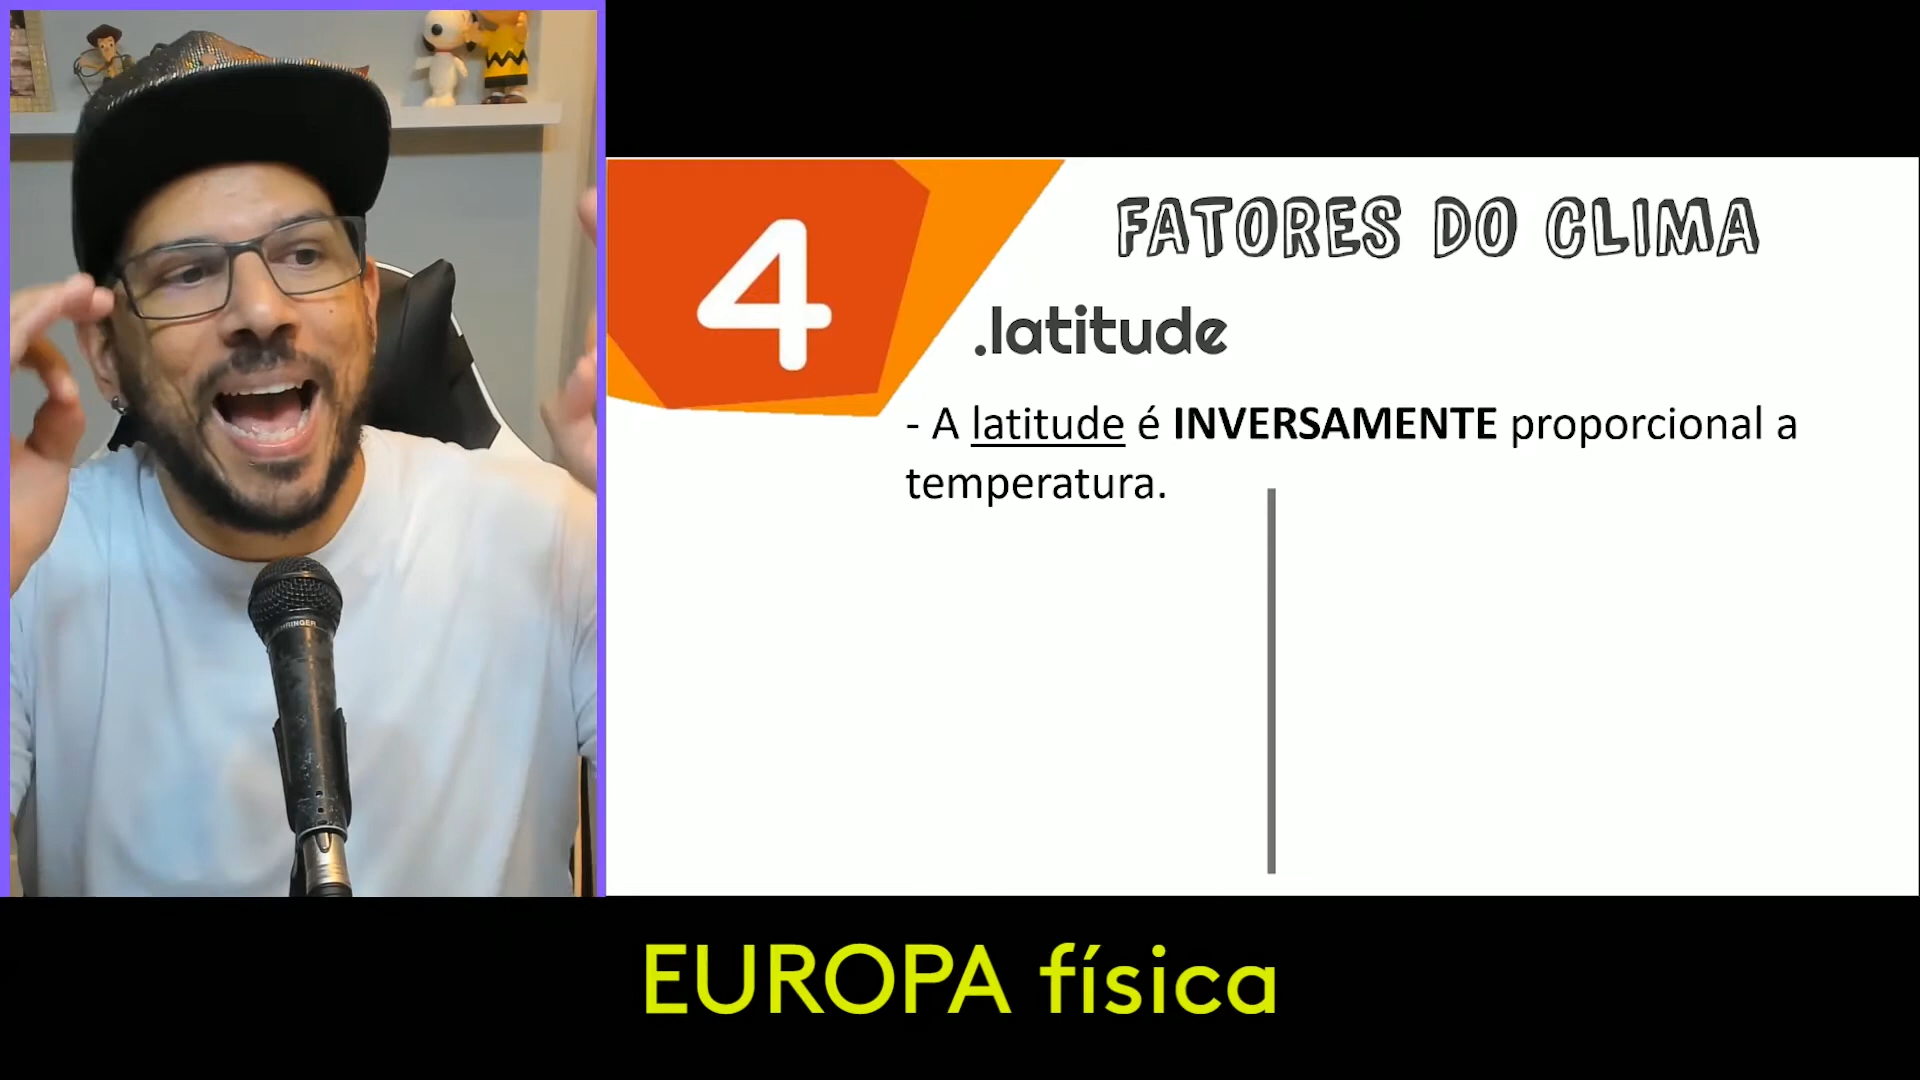 4
FATORES DO CLIMA
.latitude
- A latitude é INVERSAMENTE proporcional a
temperatura.
EUROPA física